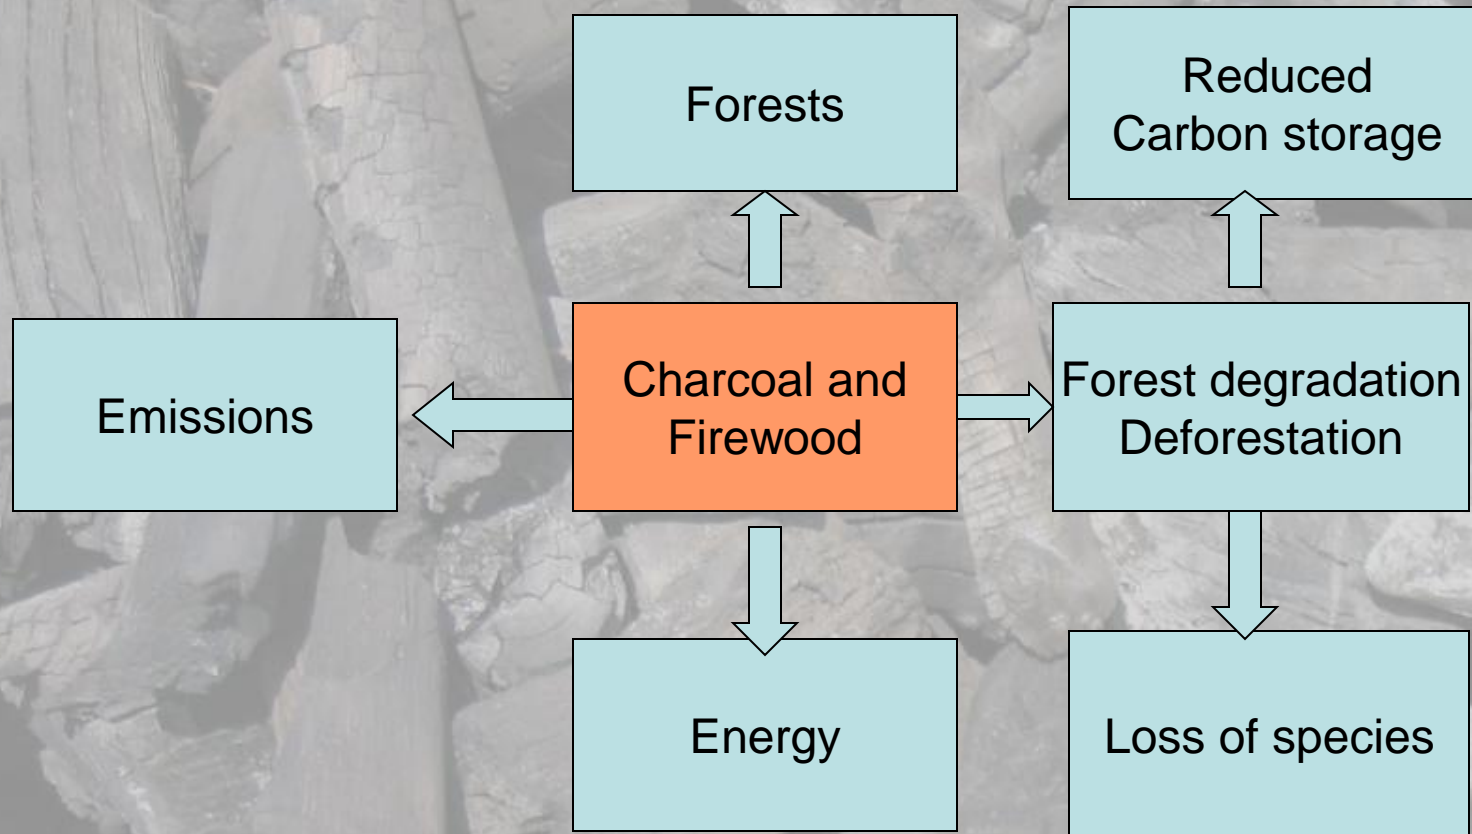 Forests
Reduced
Carbon storage
Emissions
Charcoal and
Firewood
Forest degradation
Deforestation
Energy
Loss of species